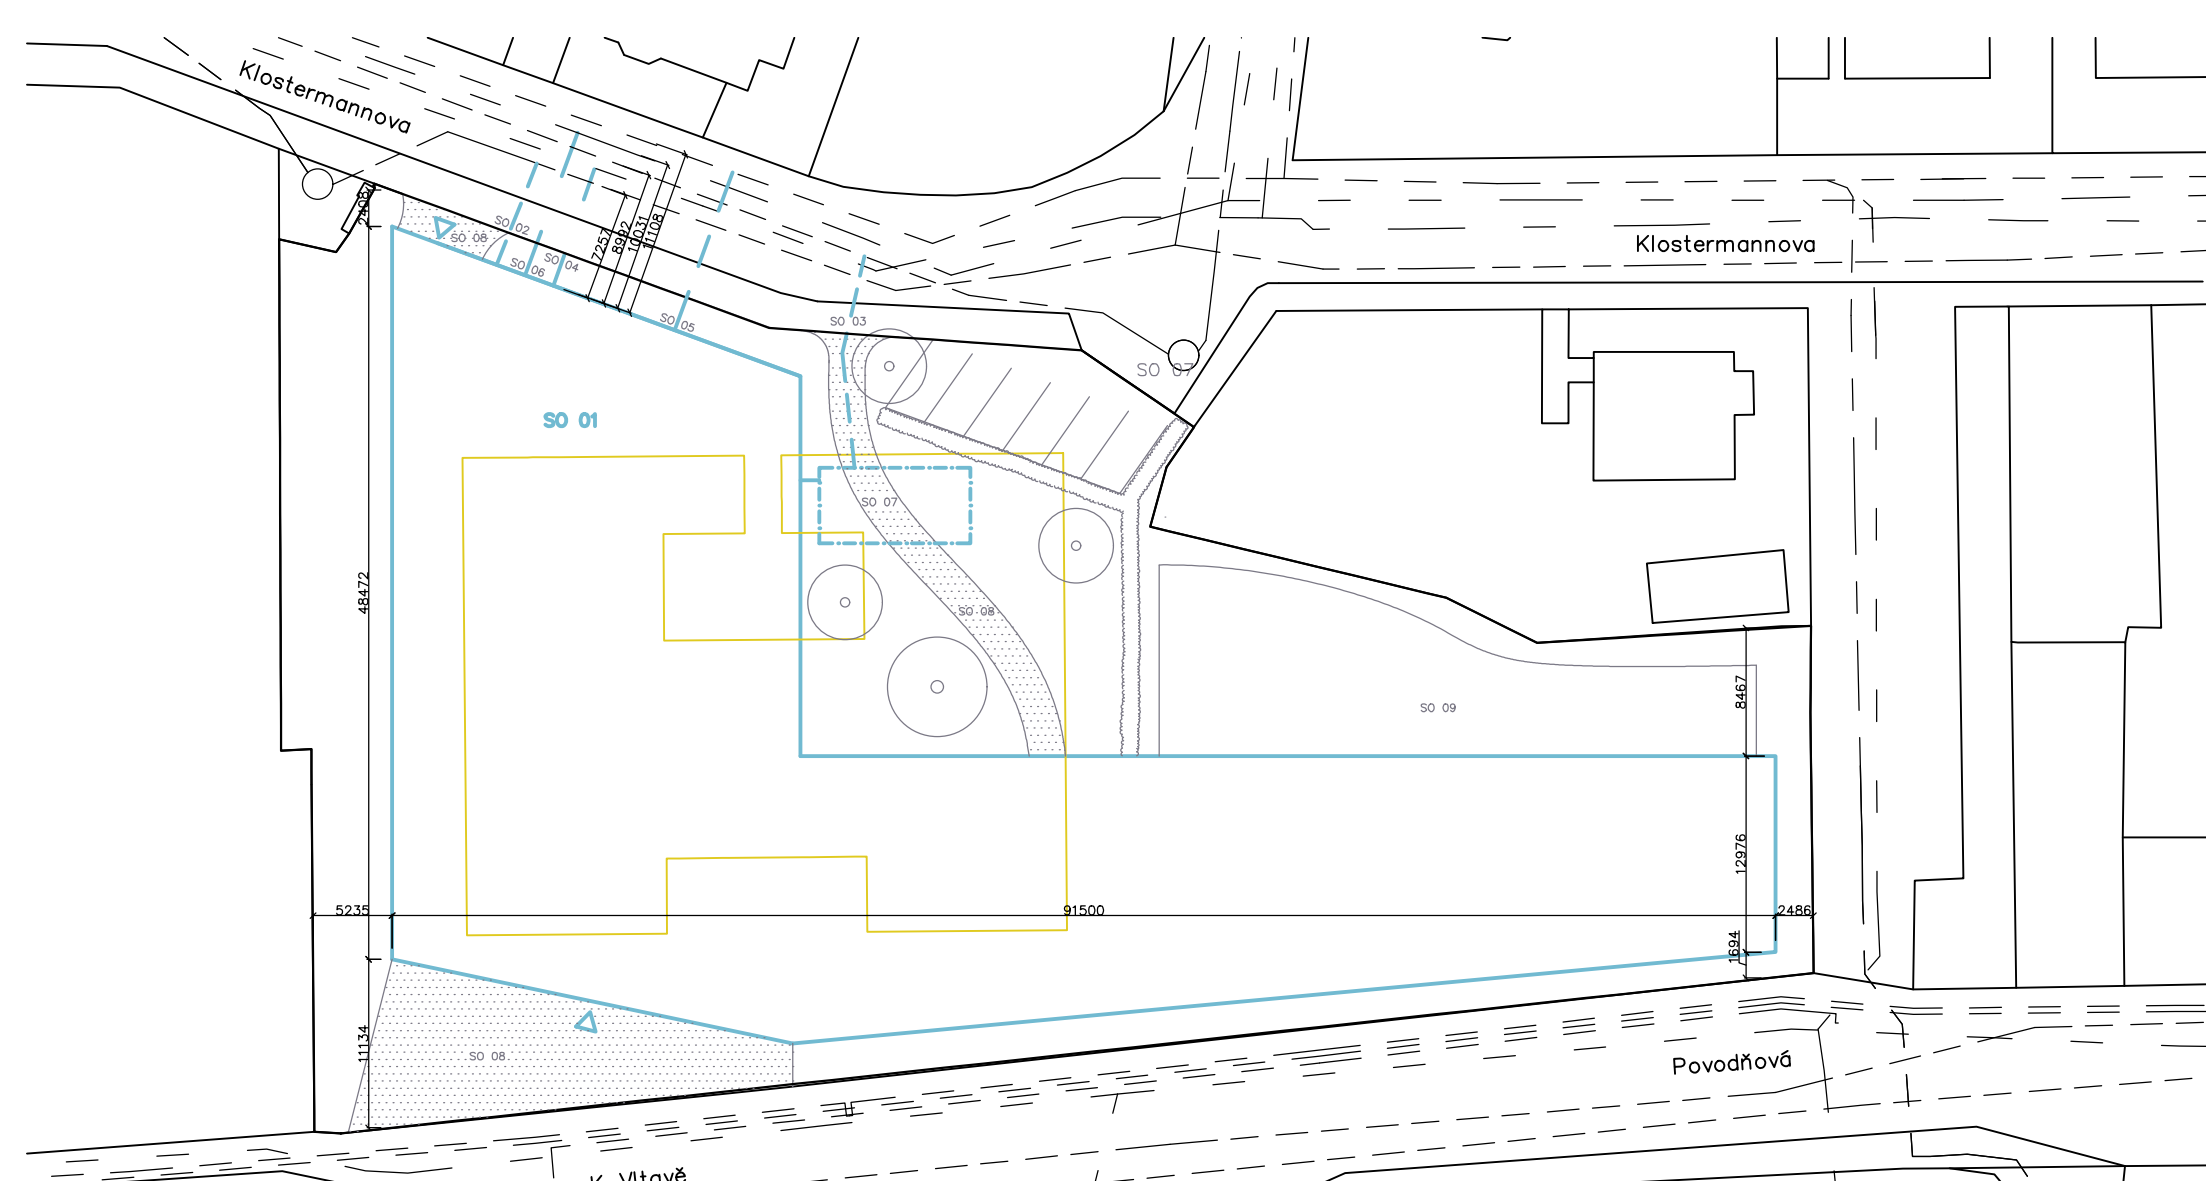 Klostermannova
Klostermannova
2408
SO 08
SO 02
SO 06
SO 04
7257
8992
10031
11108
SO 05
SO 03
SO 07
SO 01
SO 07
48472
SO 08
SO 09
8467
12976
5235
91500
2486
1694
11134
SO 08
Povodňová
K Vltavě